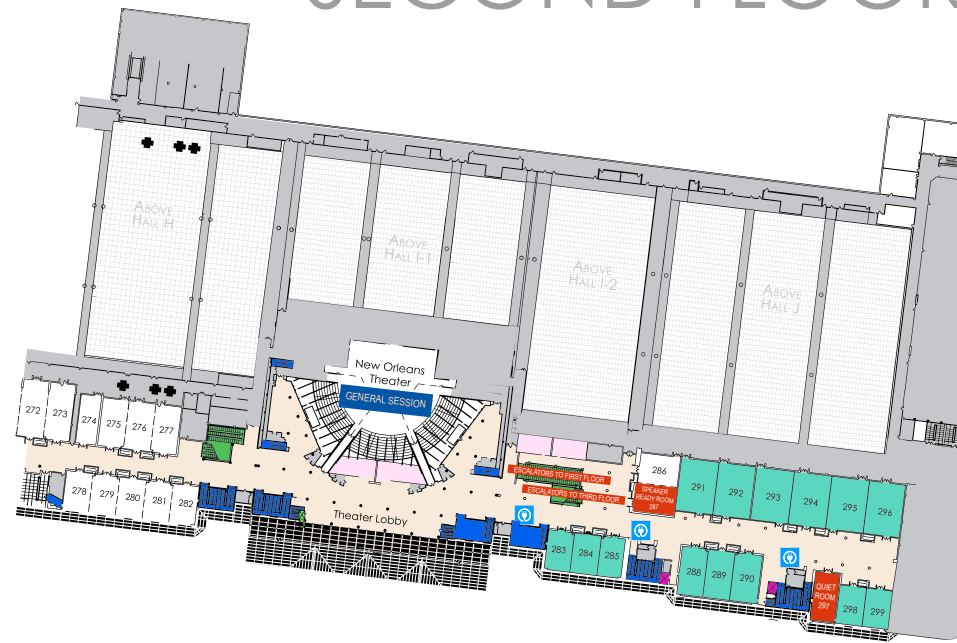 SECOND FLOOR
ABOVE
HALL H
ABOVE
HALL I-1
ABOVE
HALL I-2
ABOVE
HALL J
New Orleans
Theater
GENERAL SESSION
272
273
274
275
276
277
278
279
280
281
282
Theater Lobby
ESCALATORS TO FIRST FLOOR
ESCALATORS TO THIRD FLOOR
286
SPEAKER
READY ROOM
287
291
292
293
294
295
296
283
284
285
288
289
290
QUIET
ROOM
297
298
299